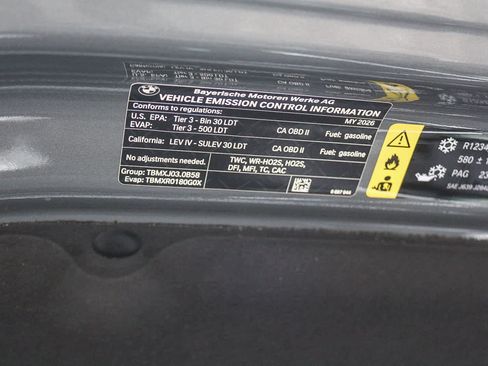 Bayerische Motoren Werke AG
VEHICLE EMISSION CONTROL INFORMATION
Conforms to regulations: MY 2026
U.S. EPA: Tier 3 - Bin 30 LDT
EVAP: Tier 3 - 500 LDT CA OBD II Fuel: gasoline
California: LEV IV - SULEV 30 LDT CA OBD II Fuel: gasoline
No adjustments needed. TWC, WR-HO2S, HO2S,
DFI, MFI, TC, CAC
Group: TBMXJ03.0B58
Evap: TBMXR0180G0X
R1234
580 ±
PAG
SAE J639